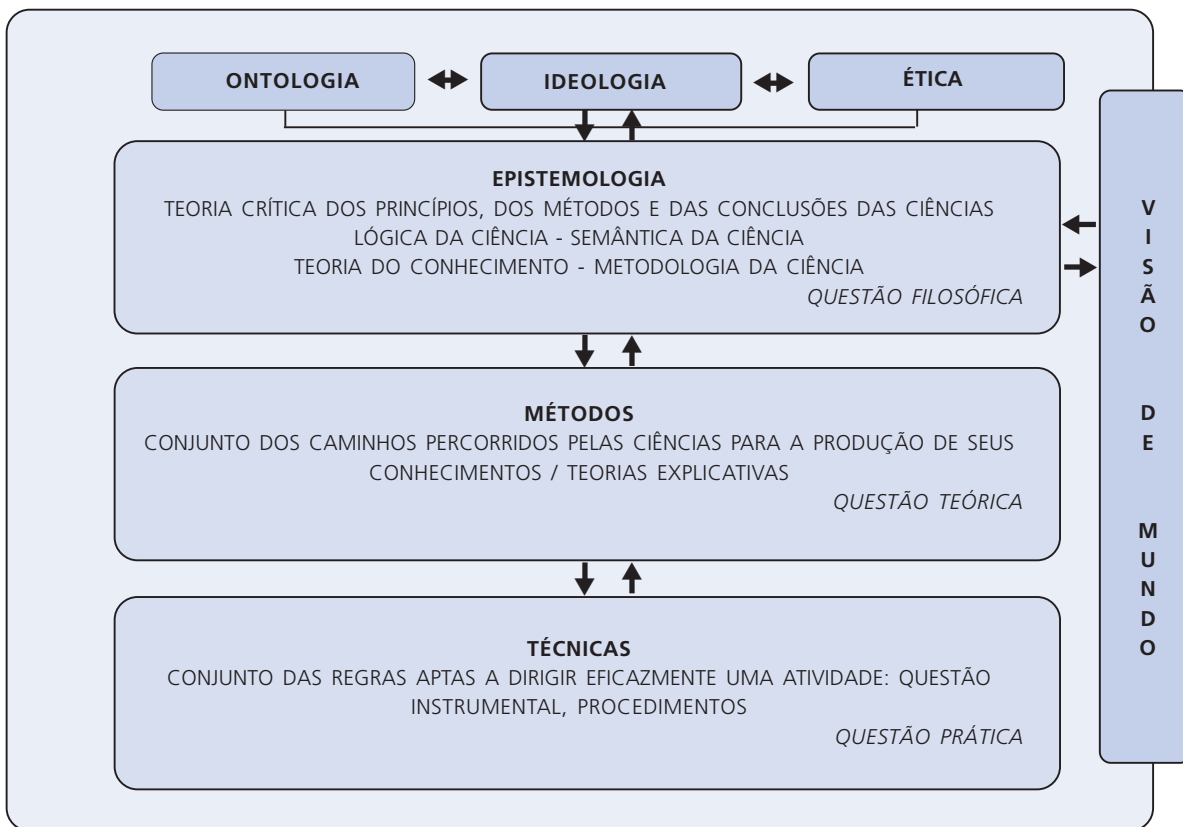 ONTOLOGIA
IDEOLOGIA
ÉTICA
EPISTEMOLOGIA
TEORIA CRÍTICA DOS PRINCÍPIOS, DOS MÉTODOS E DAS CONCLUSÕES DAS CIÊNCIAS
LÓGICA DA CIÊNCIA - SEMÂNTICA DA CIÊNCIA
TEORIA DO CONHECIMENTO - METODOLOGIA DA CIÊNCIA
QUESTÃO FILOSÓFICA
MÉTODOS
CONJUNTO DOS CAMINHOS PERCORRIDOS PELAS CIÊNCIAS PARA A PRODUÇÃO DE SEUS
CONHECIMENTOS / TEORIAS EXPLICATIVAS
QUESTÃO TEÓRICA
TÉCNICAS
CONJUNTO DAS REGRAS APTAS A DIRIGIR EFICAZMENTE UMA ATIVIDADE: QUESTÃO
INSTRUMENTAL, PROCEDIMENTOS
QUESTÃO PRÁTICA
VISÃO DE MUNDO